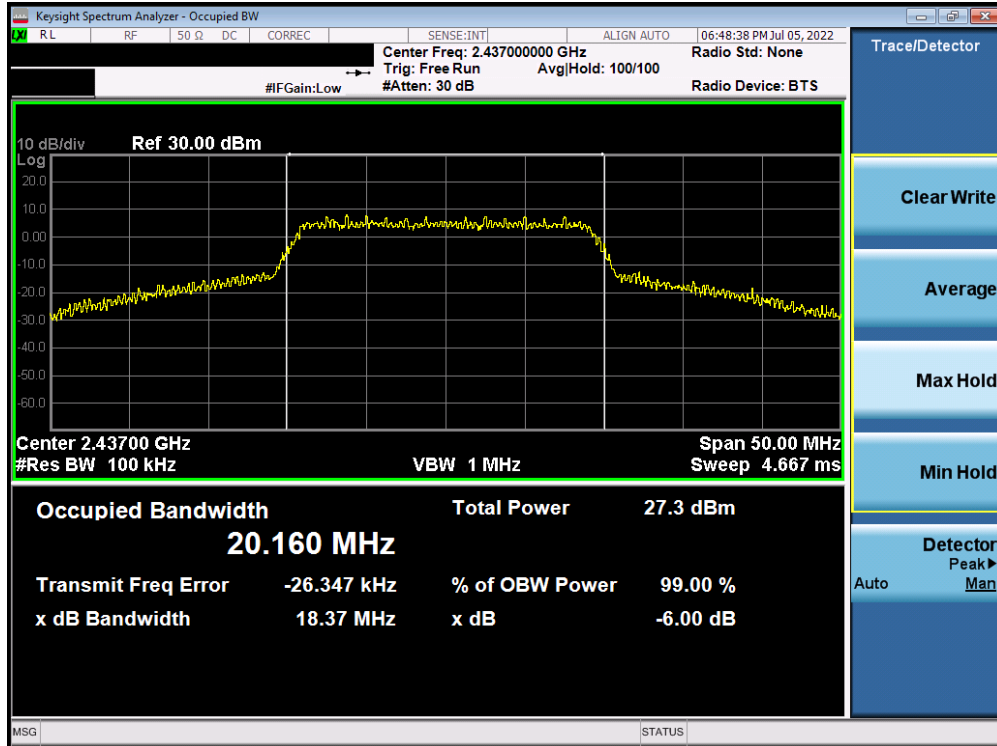 Keysight Spectrum Analyzer - Occupied BW
LXI RL RF 50 Ω DC CORREC SENSE:INT ALIGN AUTO 06:48:38 PM Jul 05, 2022
Center Freq: 2.437000000 GHz Radio Std: None
Trig: Free Run Avg|Hold: 100/100
#IFGain:Low #Atten: 30 dB Radio Device: BTS
10 dB/div Ref 30.00 dBm
Log
20.0
10.0
0.00
-10.0
-20.0
-30.0
-40.0
-50.0
-60.0
Center 2.43700 GHz Span 50.00 MHz
#Res BW 100 kHz VBW 1 MHz Sweep 4.667 ms
Occupied Bandwidth Total Power 27.3 dBm
20.160 MHz
Transmit Freq Error -26.347 kHz % of OBW Power 99.00 %
x dB Bandwidth 18.37 MHz x dB -6.00 dB
MSG STATUS
Trace/Detector
Clear Write
Average
Max Hold
Min Hold
Detector
Peak▶
Auto Man